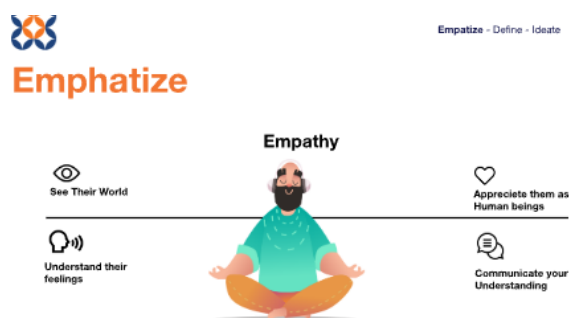 Empatize - Define - Ideate
Emphatize
Empathy
See Their World
Appreciete them as
Human beings
Understand their
feelings
Communicate your
Understanding